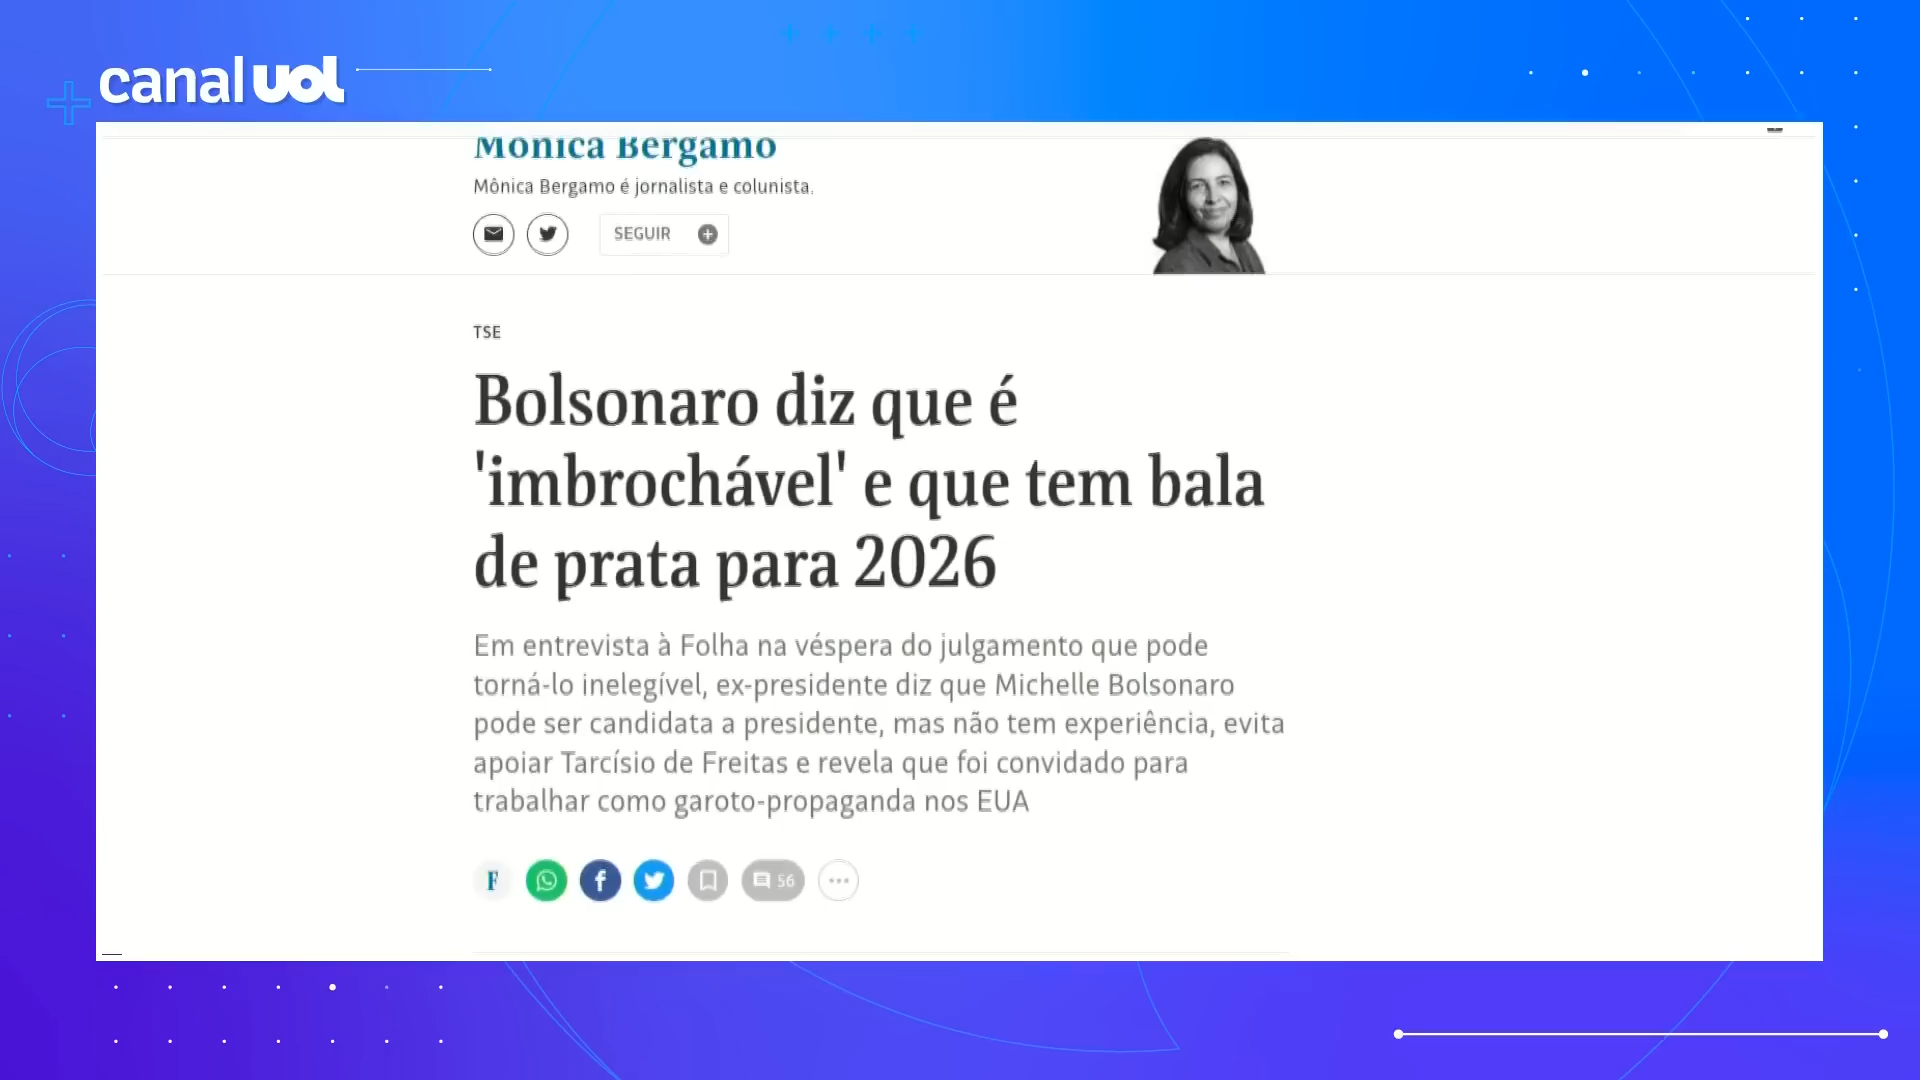 canal uol
Mônica Bergamo
Mônica Bergamo é jornalista e colunista.
SEGUIR
TSE
Bolsonaro diz que é
'imbrochável' e que tem bala
de prata para 2026
Em entrevista à Folha na véspera do julgamento que pode
torná-lo inelegível, ex-presidente diz que Michelle Bolsonaro
pode ser candidata a presidente, mas não tem experiência, evita
apoiar Tarcísio de Freitas e revela que foi convidado para
trabalhar como garoto-propaganda nos EUA
F
56